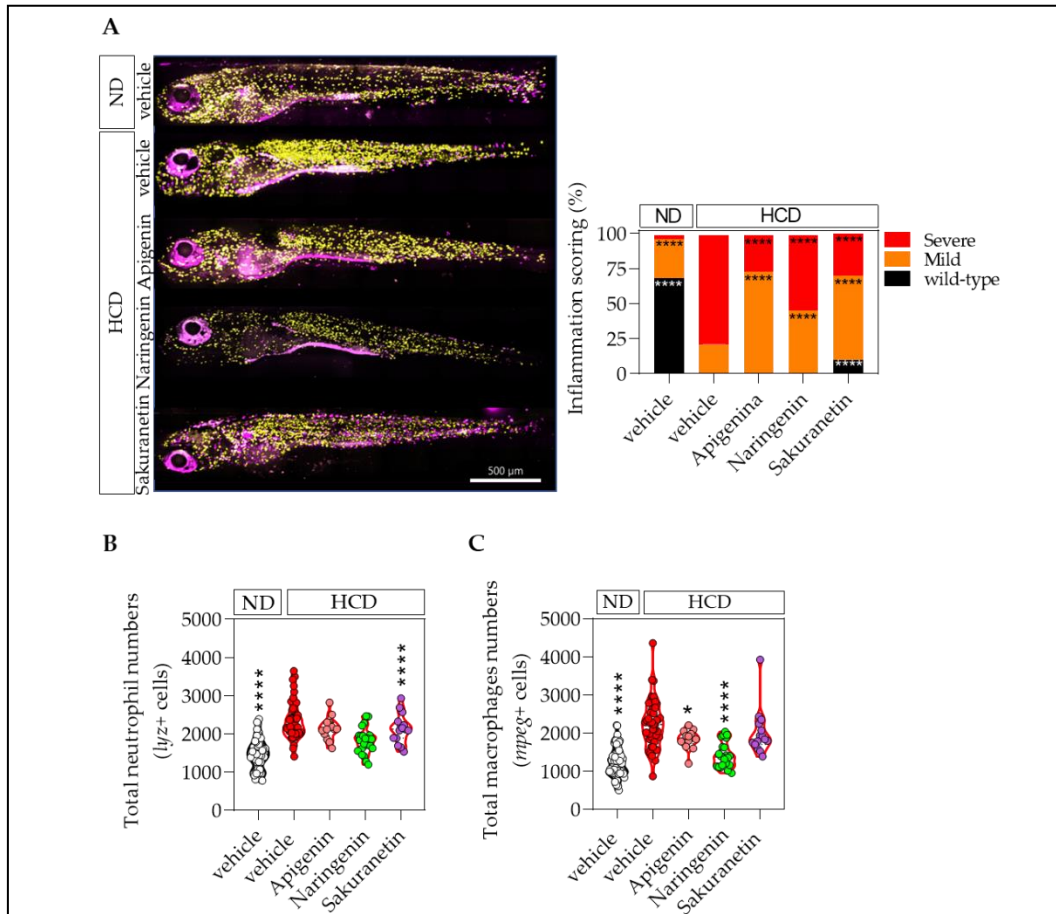 A
ND
vehicle
HCD
vehicle
Apigenin
Naringenin
Sakuranetin
500 µm
Inflammation scoring (%)
ND
HCD
100
75
50
25
0
****
****
****
****
****
****
****
****
****
Severe
Mild
wild-type
vehicle
vehicle
Apigenina
Naringenin
Sakuranetin
B
ND
HCD
Total neutrophil numbers
(lyz+ cells)
5000
4000
3000
2000
1000
0
****
****
vehicle
vehicle
Apigenin
Naringenin
Sakuranetin
C
ND
HCD
Total macrophages numbers
(mpeg+ cells)
5000
4000
3000
2000
1000
0
****
*
****
vehicle
vehicle
Apigenin
Naringenin
Sakuranetin